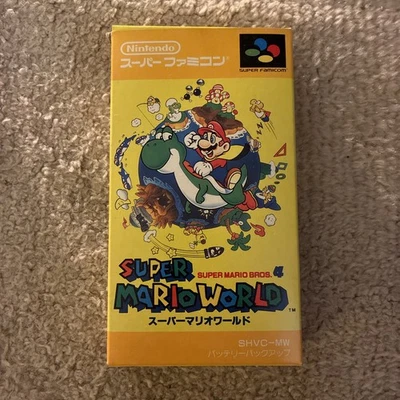 Nintendo
スーパーファミコン
SUPER FAMICOM
SUPER MARIO BROS. 4
SUPER
MARIO WORLD TM
スーパーマリオワールド
SHVC-MW
バッテリーバックアップ